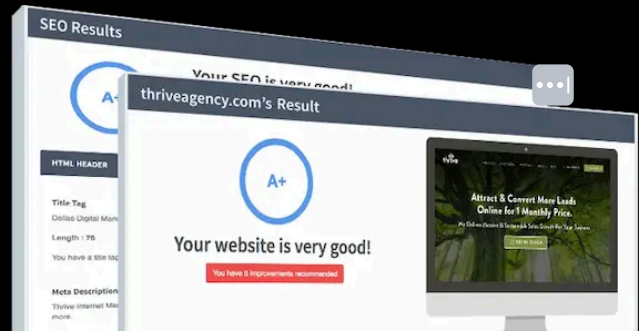 SEO Results
A+
Your SEO is very good!
thriveagency.com's Result
HTML HEADER
Title Tag
Dallas Digital Mark
Length : 76
You have a title tag
Meta Description
Thrive Internet Mar
more.
A+
Your website is very good!
You have 5 improvements recommended
thrive
Attract & Convert More Leads
Online for 1 Monthly Price.